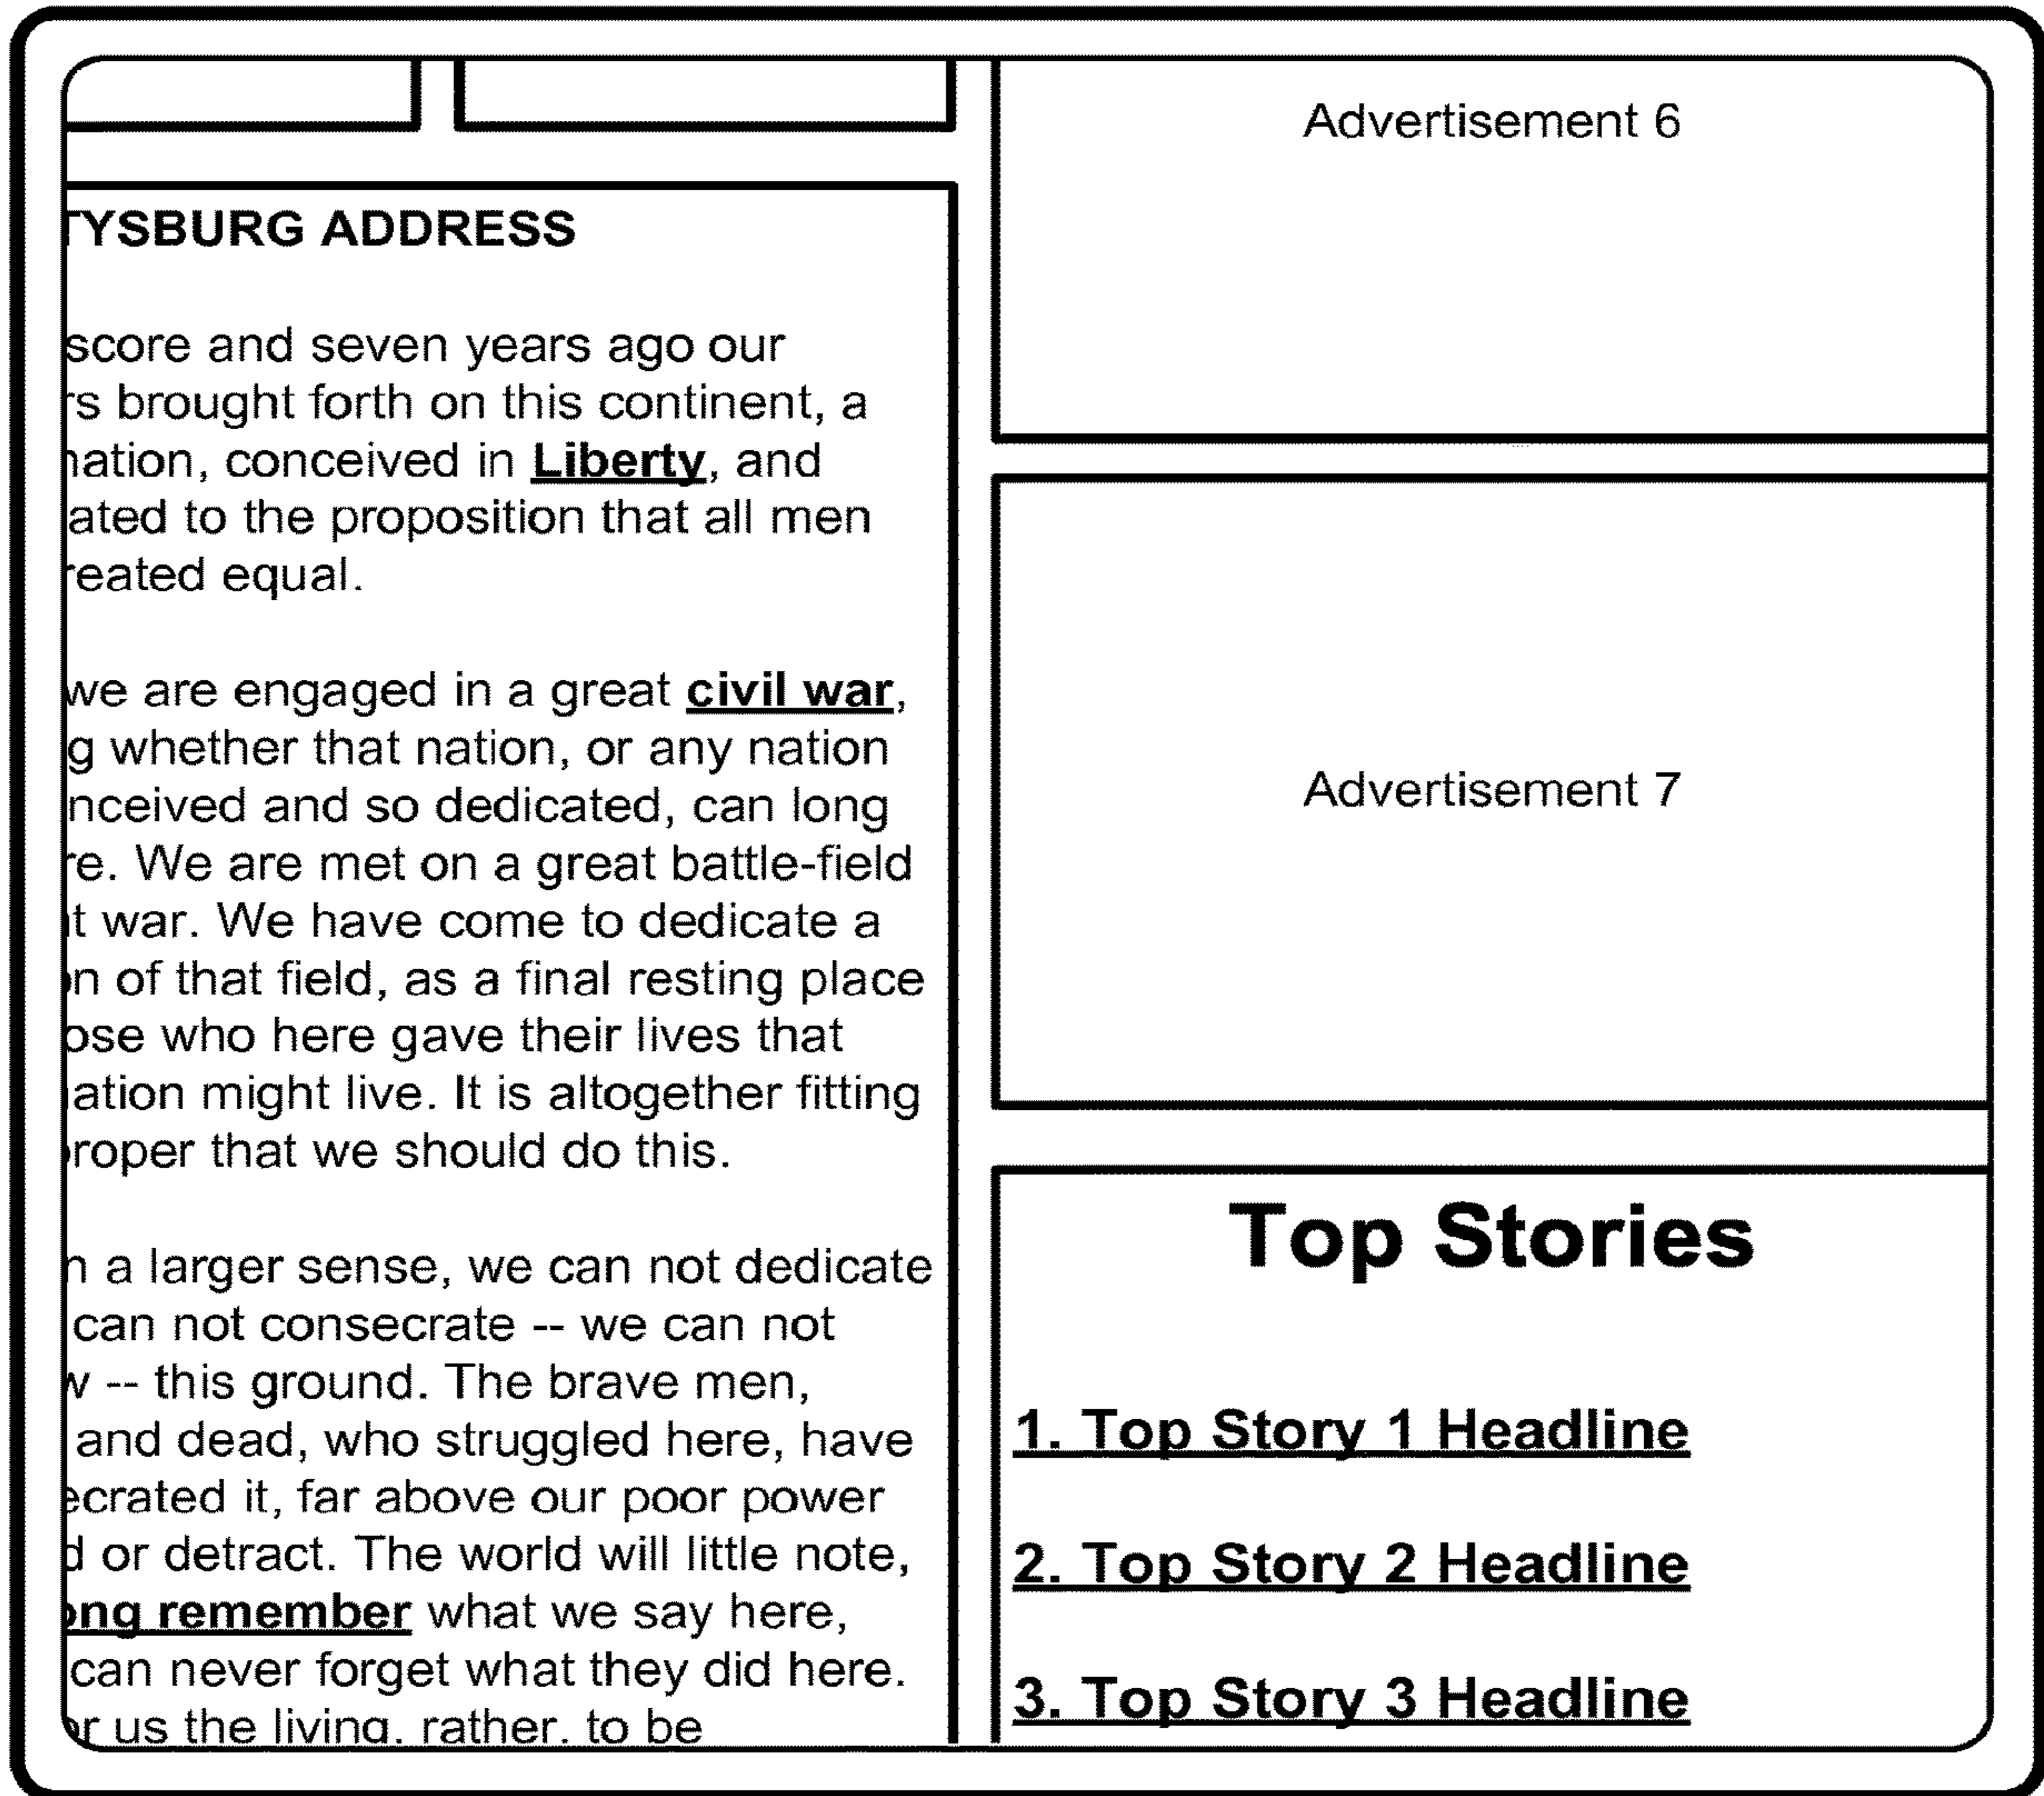 TYSBURG ADDRESS
score and seven years ago our
rs brought forth on this continent, a
nation, conceived in Liberty, and
ated to the proposition that all men
reated equal.
we are engaged in a great civil war,
g whether that nation, or any nation
nceived and so dedicated, can long
re. We are met on a great battle-field
t war. We have come to dedicate a
on of that field, as a final resting place
ose who here gave their lives that
nation might live. It is altogether fitting
proper that we should do this.
n a larger sense, we can not dedicate
can not consecrate -- we can not
w -- this ground. The brave men,
and dead, who struggled here, have
ecrated it, far above our poor power
d or detract. The world will little note,
ong remember what we say here,
can never forget what they did here.
or us the living, rather, to be
Advertisement 6
Advertisement 7
Top Stories
1. Top Story 1 Headline
2. Top Story 2 Headline
3. Top Story 3 Headline